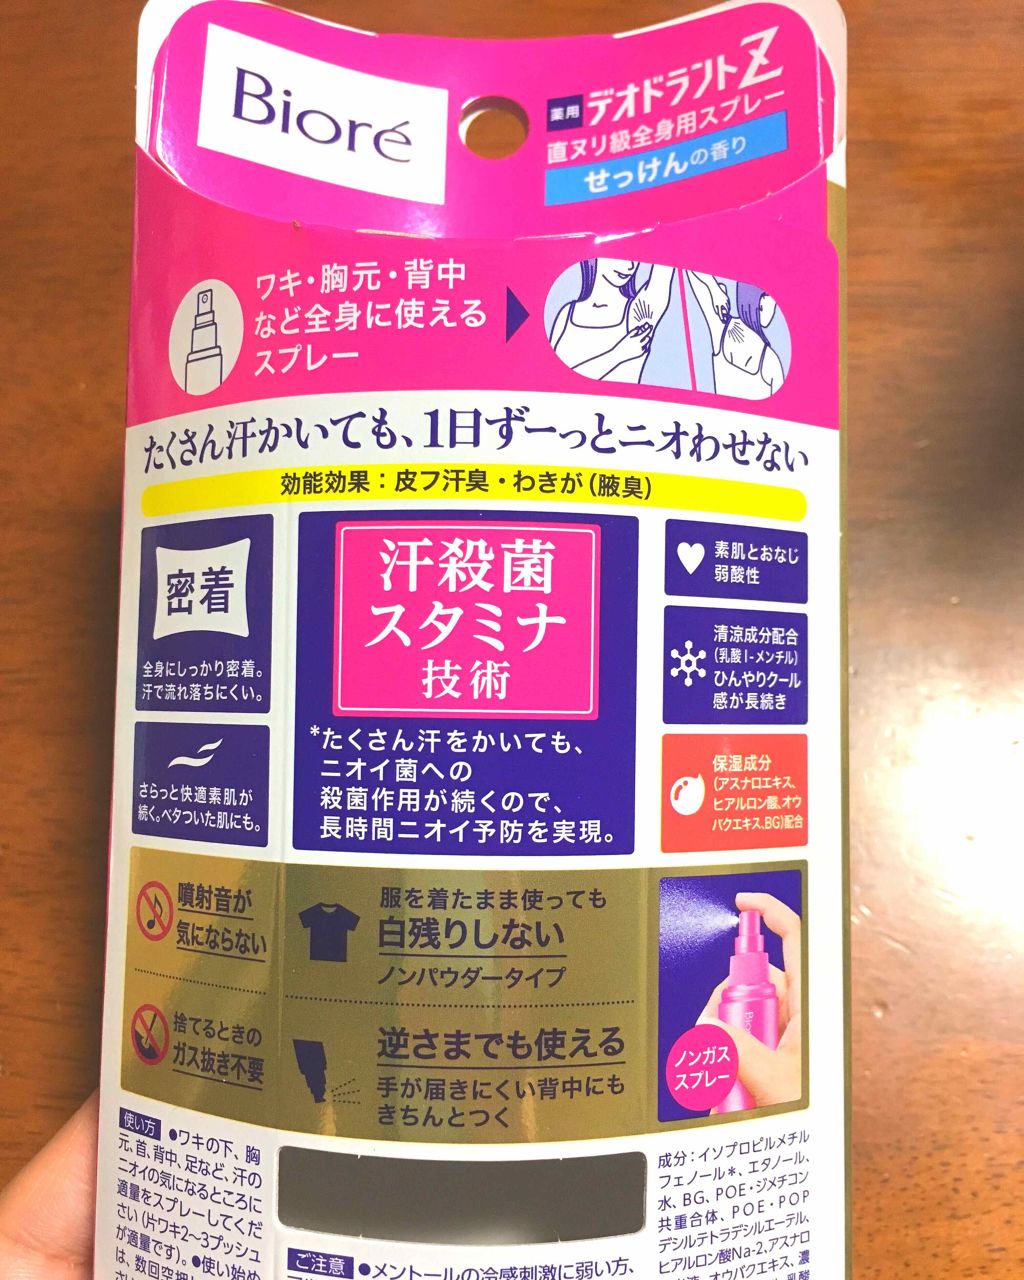 Bioré
薬用 デオドラントZ
直ヌリ級全身用スプレー
せっけんの香り
ワキ・胸元・背中
など全身に使える
スプレー
たくさん汗かいても、1日ずーっとニオわせない
効能効果:皮フ汗臭・わきが(腋臭)
密着
全身にしっかり密着。
汗で流れ落ちにくい。
さらっと快適素肌が
続く。ベタついた肌にも。
汗殺菌
スタミナ
技術
*たくさん汗をかいても、
ニオイ菌への
殺菌作用が続くので、
長時間ニオイ予防を実現。
素肌とおなじ
弱酸性
清涼成分配合
(乳酸l-メンチル)
ひんやりクール
感が長続き
保湿成分
(アスナロエキス、
ヒアルロン酸、オウ
バクエキス、BG)配合
噴射音が
気にならない
捨てるときの
ガス抜き不要
服を着たまま使っても
白残りしない
ノンパウダータイプ
逆さまでも使える
手が届きにくい背中にも
きちんとつく
Bior
ノンガス
スプレー
使い方 ●ワキの下、胸
元、首、背中、足など、汗の
ニオイの気になるところに
適量をスプレーしてくだ
さい(片ワキ2〜3プッシュ
が適量です)。●使い始め
は、数回空押し
ご注意 ●メントールの冷感刺激に弱い方、
成分:イソプロピルメチル
フェノール*、エタノール、
水、BG、POE・ジメチコン
共重合体、POE・POP
デシルテトラデシルエーテル、
ヒアルロン酸Na-2、アスナロ
オウバクエキス、濃
乳酸